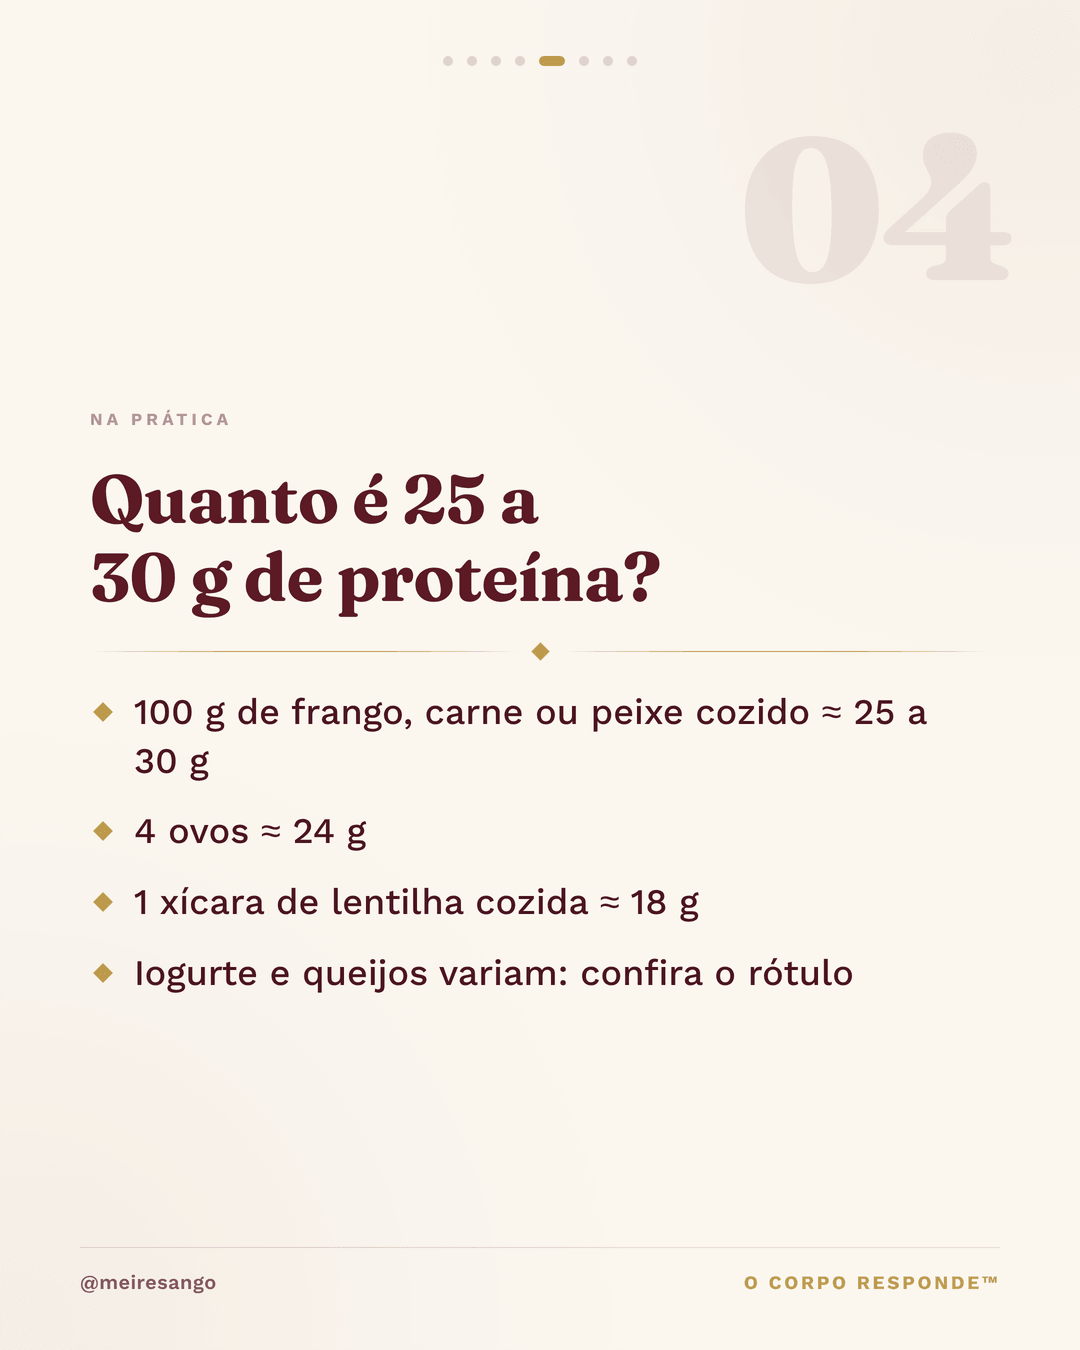 04
NA PRÁTICA
Quanto é 25 a
30 g de proteína?
100 g de frango, carne ou peixe cozido ≈ 25 a
30 g
4 ovos ≈ 24 g
1 xícara de lentilha cozida ≈ 18 g
Iogurte e queijos variam: confira o rótulo
@meiresango
O CORPO RESPONDE™